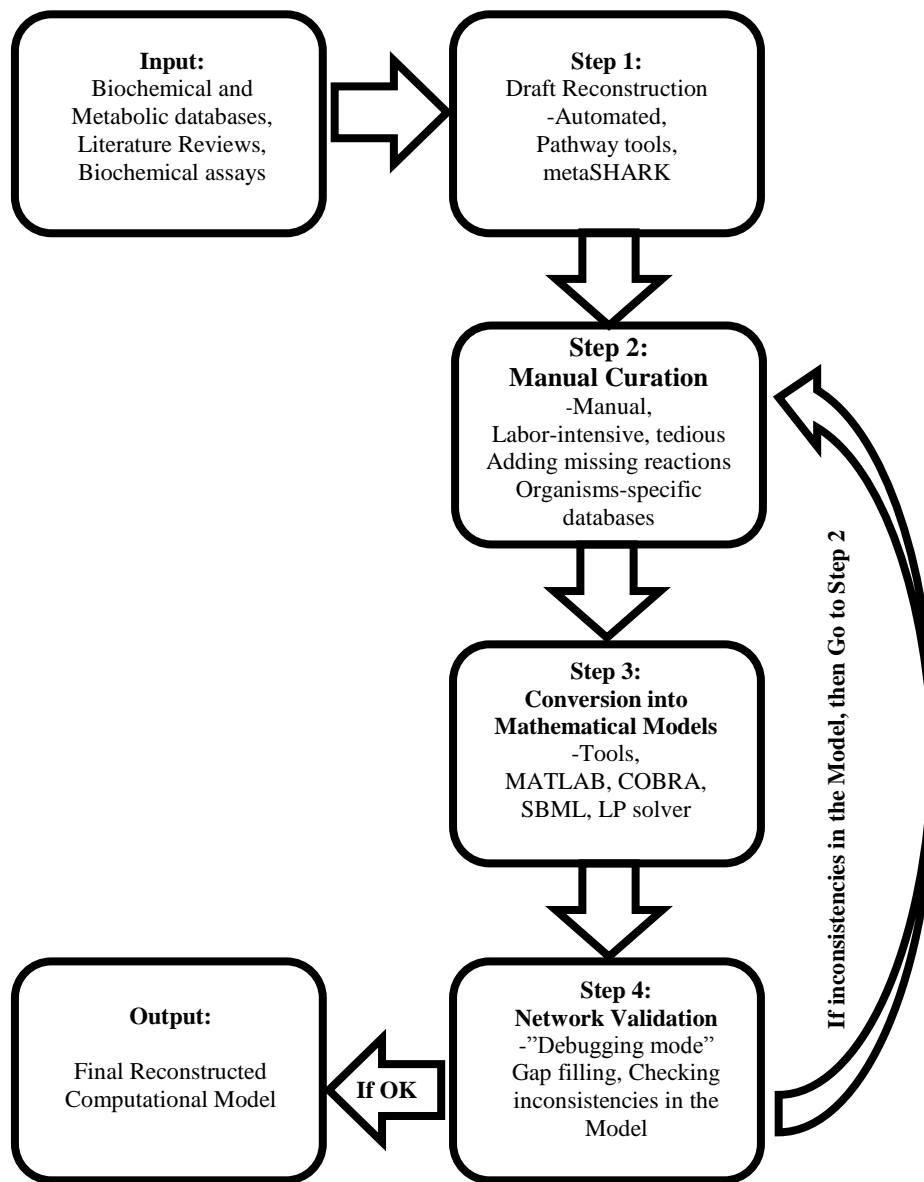 Input:
Biochemical and
Metabolic databases,
Literature Reviews,
Biochemical assays
Step 1:
Draft Reconstruction
-Automated,
Pathway tools,
metaSHARK
Step 2:
Manual Curation
-Manual,
Labor-intensive, tedious
Adding missing reactions
Organisms-specific
databases
Step 3:
Conversion into
Mathematical Models
-Tools,
MATLAB, COBRA,
SBML, LP solver
Step 4:
Network Validation
-”Debugging mode”
Gap filling, Checking
inconsistencies in the
Model
If inconsistencies in the Model, then Go to Step 2
If OK
Output:
Final Reconstructed
Computational Model